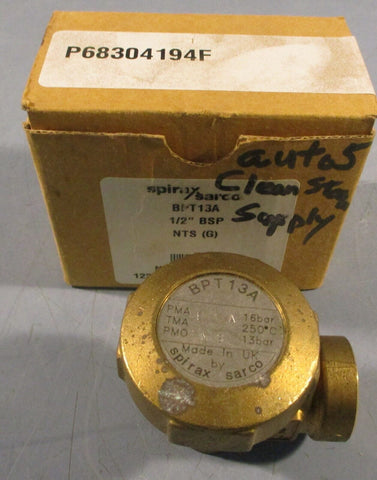 P68304194F
auto5
Clean Stm
Supply
spirax
/sarco
BPT13A
1/2" BSP
NTS (G)
BPT13A
PMA 16bar
TMA 250°C
PMO 13bar
Made in UK
by
spirax sarco